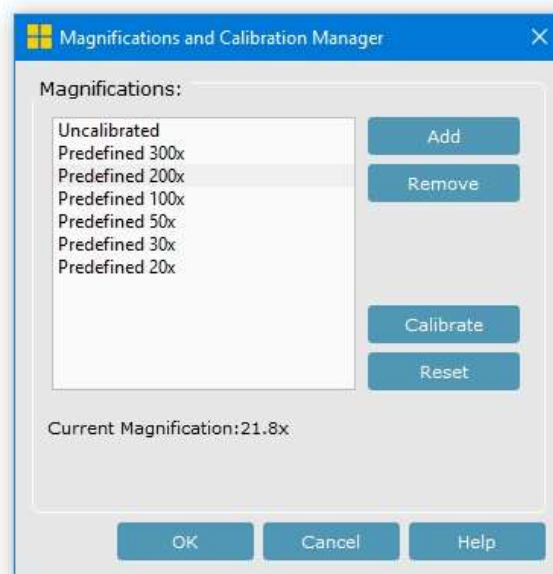 Magnifications and Calibration Manager
Magnifications:
Uncalibrated
Predefined 300x
Predefined 200x
Predefined 100x
Predefined 50x
Predefined 30x
Predefined 20x
Add
Remove
Calibrate
Reset
Current Magnification:21.8x
OK
Cancel
Help